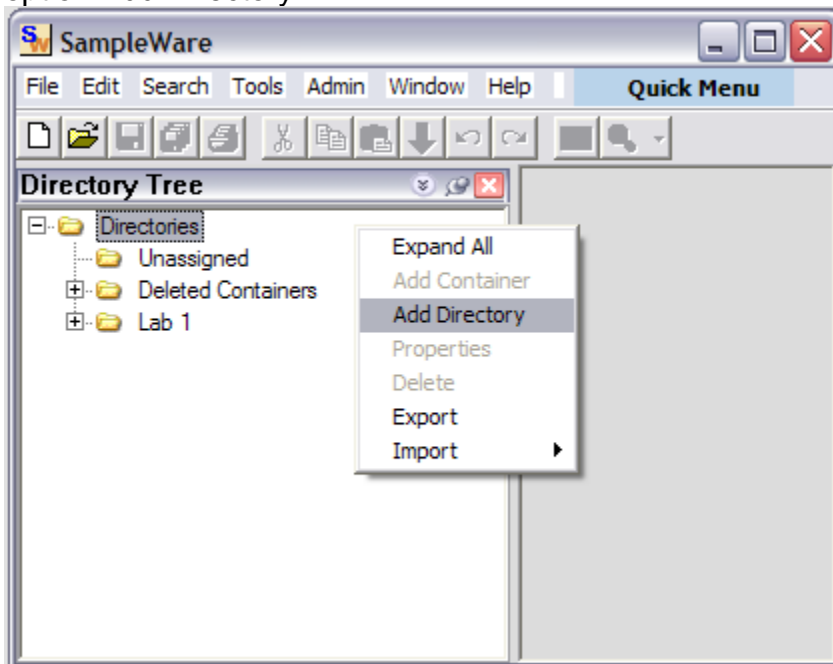 SW SampleWare
File Edit Search Tools Admin Window Help Quick Menu
Directory Tree
Directories
Unassigned
Deleted Containers
Lab 1
Expand All
Add Container
Add Directory
Properties
Delete
Export
Import